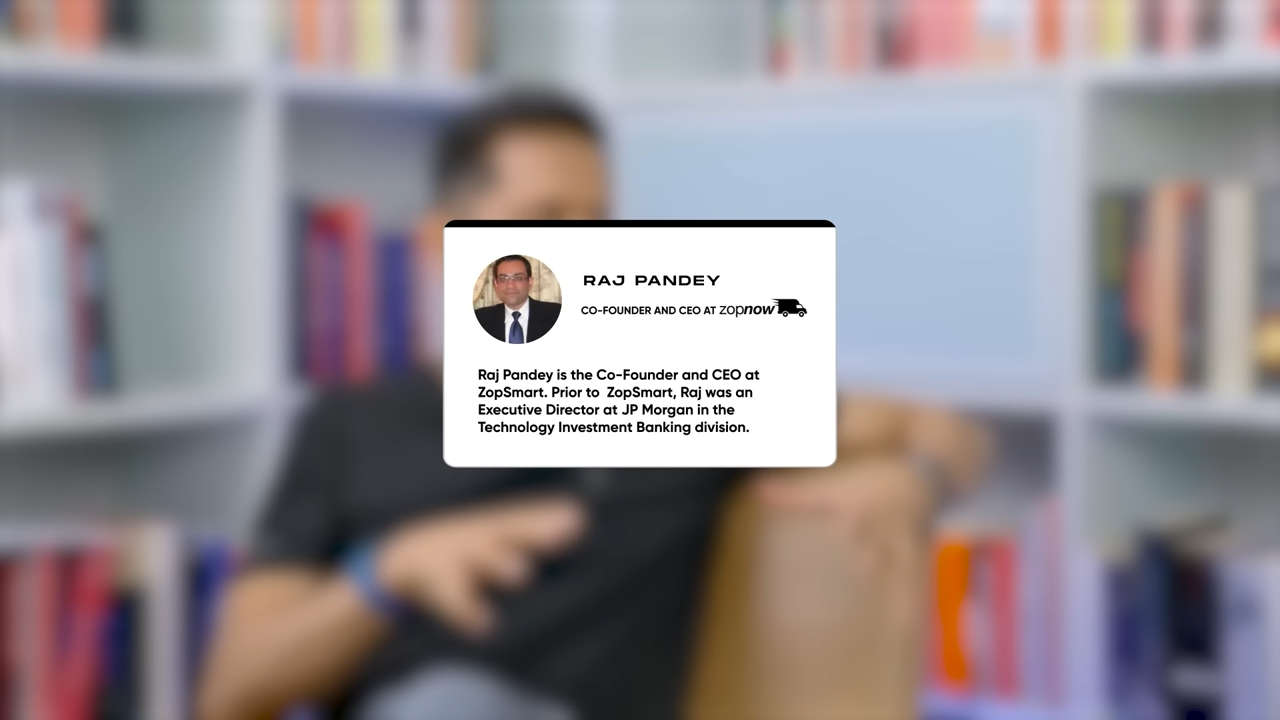 RAJ PANDEY
CO-FOUNDER AND CEO AT zopnow
Raj Pandey is the Co-Founder and CEO at
ZopSmart. Prior to  ZopSmart, Raj was an
Executive Director at JP Morgan in the
Technology Investment Banking division.